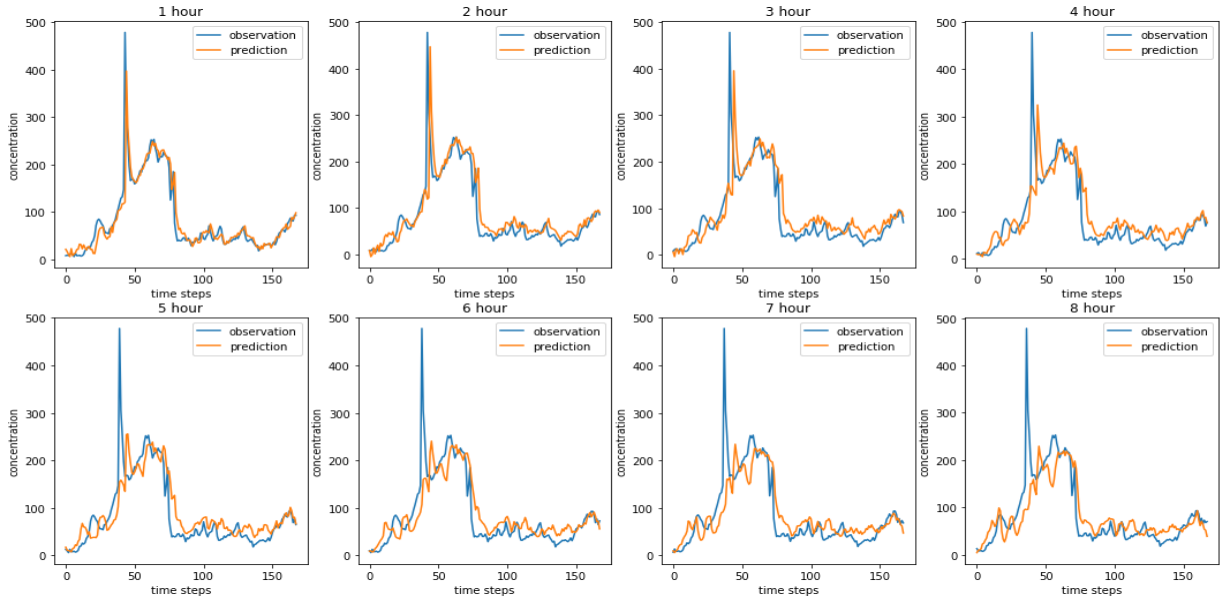 1 hour
500
400
300
200
100
0
concentration
observation
prediction
0
50
100
150
time steps
2 hour
500
400
300
200
100
0
concentration
observation
prediction
0
50
100
150
time steps
3 hour
500
400
300
200
100
0
concentration
observation
prediction
0
50
100
150
time steps
4 hour
500
400
300
200
100
0
concentration
observation
prediction
0
50
100
150
time steps
5 hour
500
400
300
200
100
0
concentration
observation
prediction
0
50
100
150
time steps
6 hour
500
400
300
200
100
0
concentration
observation
prediction
0
50
100
150
time steps
7 hour
500
400
300
200
100
0
concentration
observation
prediction
0
50
100
150
time steps
8 hour
500
400
300
200
100
0
concentration
observation
prediction
0
50
100
150
time steps